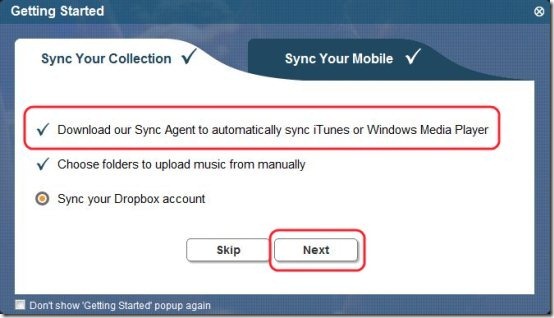 Getting Started
Sync Your Collection
Sync Your Mobile
Download our Sync Agent to automatically sync iTunes or Windows Media Player
Choose folders to upload music from manually
Sync your Dropbox account
Skip
Next
Don't show 'Getting Started' popup again